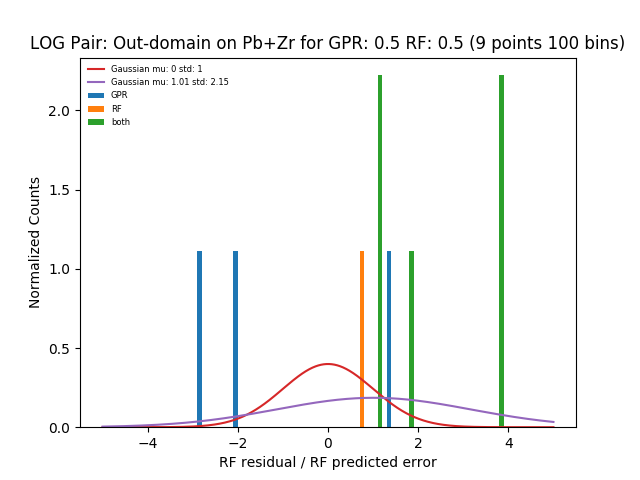 LOG Pair: Out-domain on Pb+Zr for GPR: 0.5 RF: 0.5 (9 points 100 bins)
Gaussian mu: 0 std: 1
Gaussian mu: 1.01 std: 2.15
GPR
RF
both
Normalized Counts
2.0
1.5
1.0
0.5
0.0
−4 −2 0 2 4
RF residual / RF predicted error